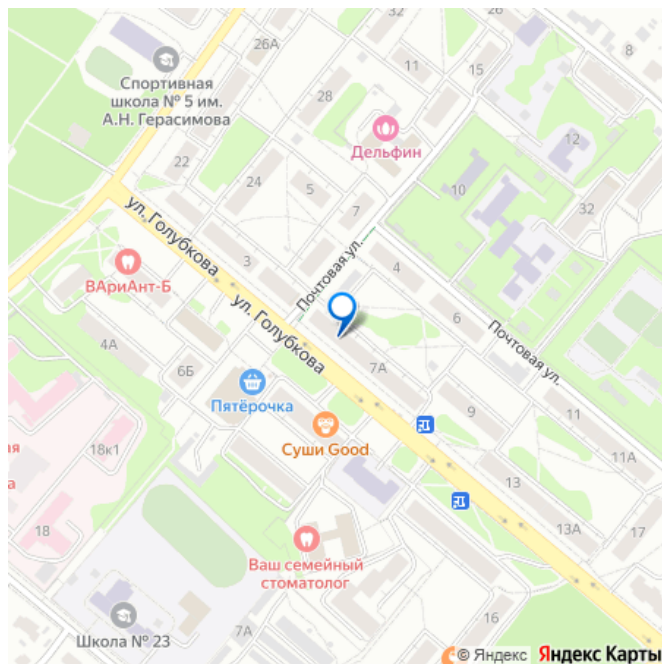 32
26А
11
15
8
Спортивная
школа № 5 им.
А.Н. Герасимова
28
12
Дельфин
22
24
5
10
7
32
ул. Голубкова
3
4
Почтовая ул.
ВАриАнт-Б
ул. Голубкова
6
Почтовая ул.
4А
6Б
7А
Пятёрочка
9
11
Суши Good
ая
18к1
11А
а
13
18
13А
17
Ваш семейный
стоматолог
16
Школа № 23
7А
© Яндекс Яндекс Карты